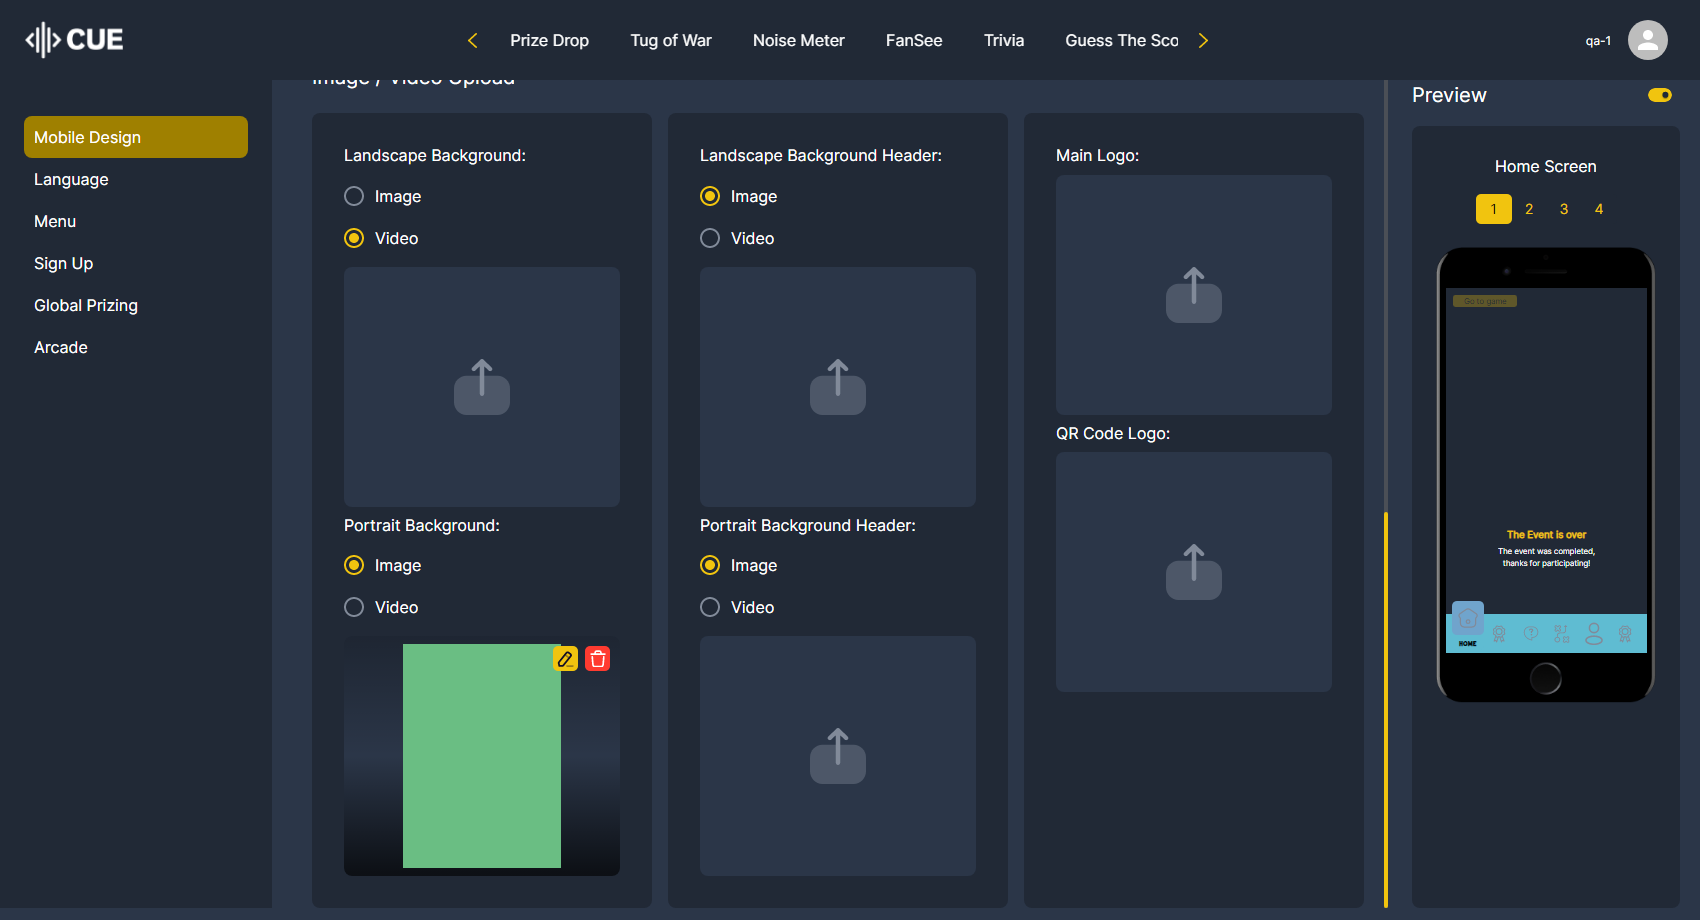 CUE
Prize Drop
Tug of War
Noise Meter
FanSee
Trivia
Guess The Sco
qa-1
Mobile Design
Language
Menu
Sign Up
Global Prizing
Arcade
Image / Video Upload
Landscape Background:
Image
Video
Portrait Background:
Image
Video
Landscape Background Header:
Image
Video
Portrait Background Header:
Image
Video
Main Logo:
QR Code Logo:
Preview
Home Screen
1 2 3 4
Go to game
The Event is over
The event was completed,
thanks for participating!
HOME